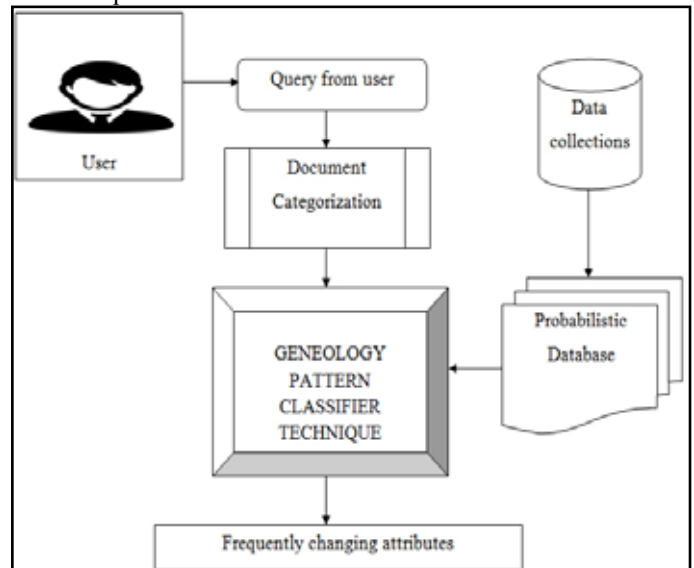 User
Query from user
Document
Categorization
Data
collections
Probabilistic
Database
GENEOLOGY
PATTERN
CLASSIFIER
TECHNIQUE
Frequently changing attributes